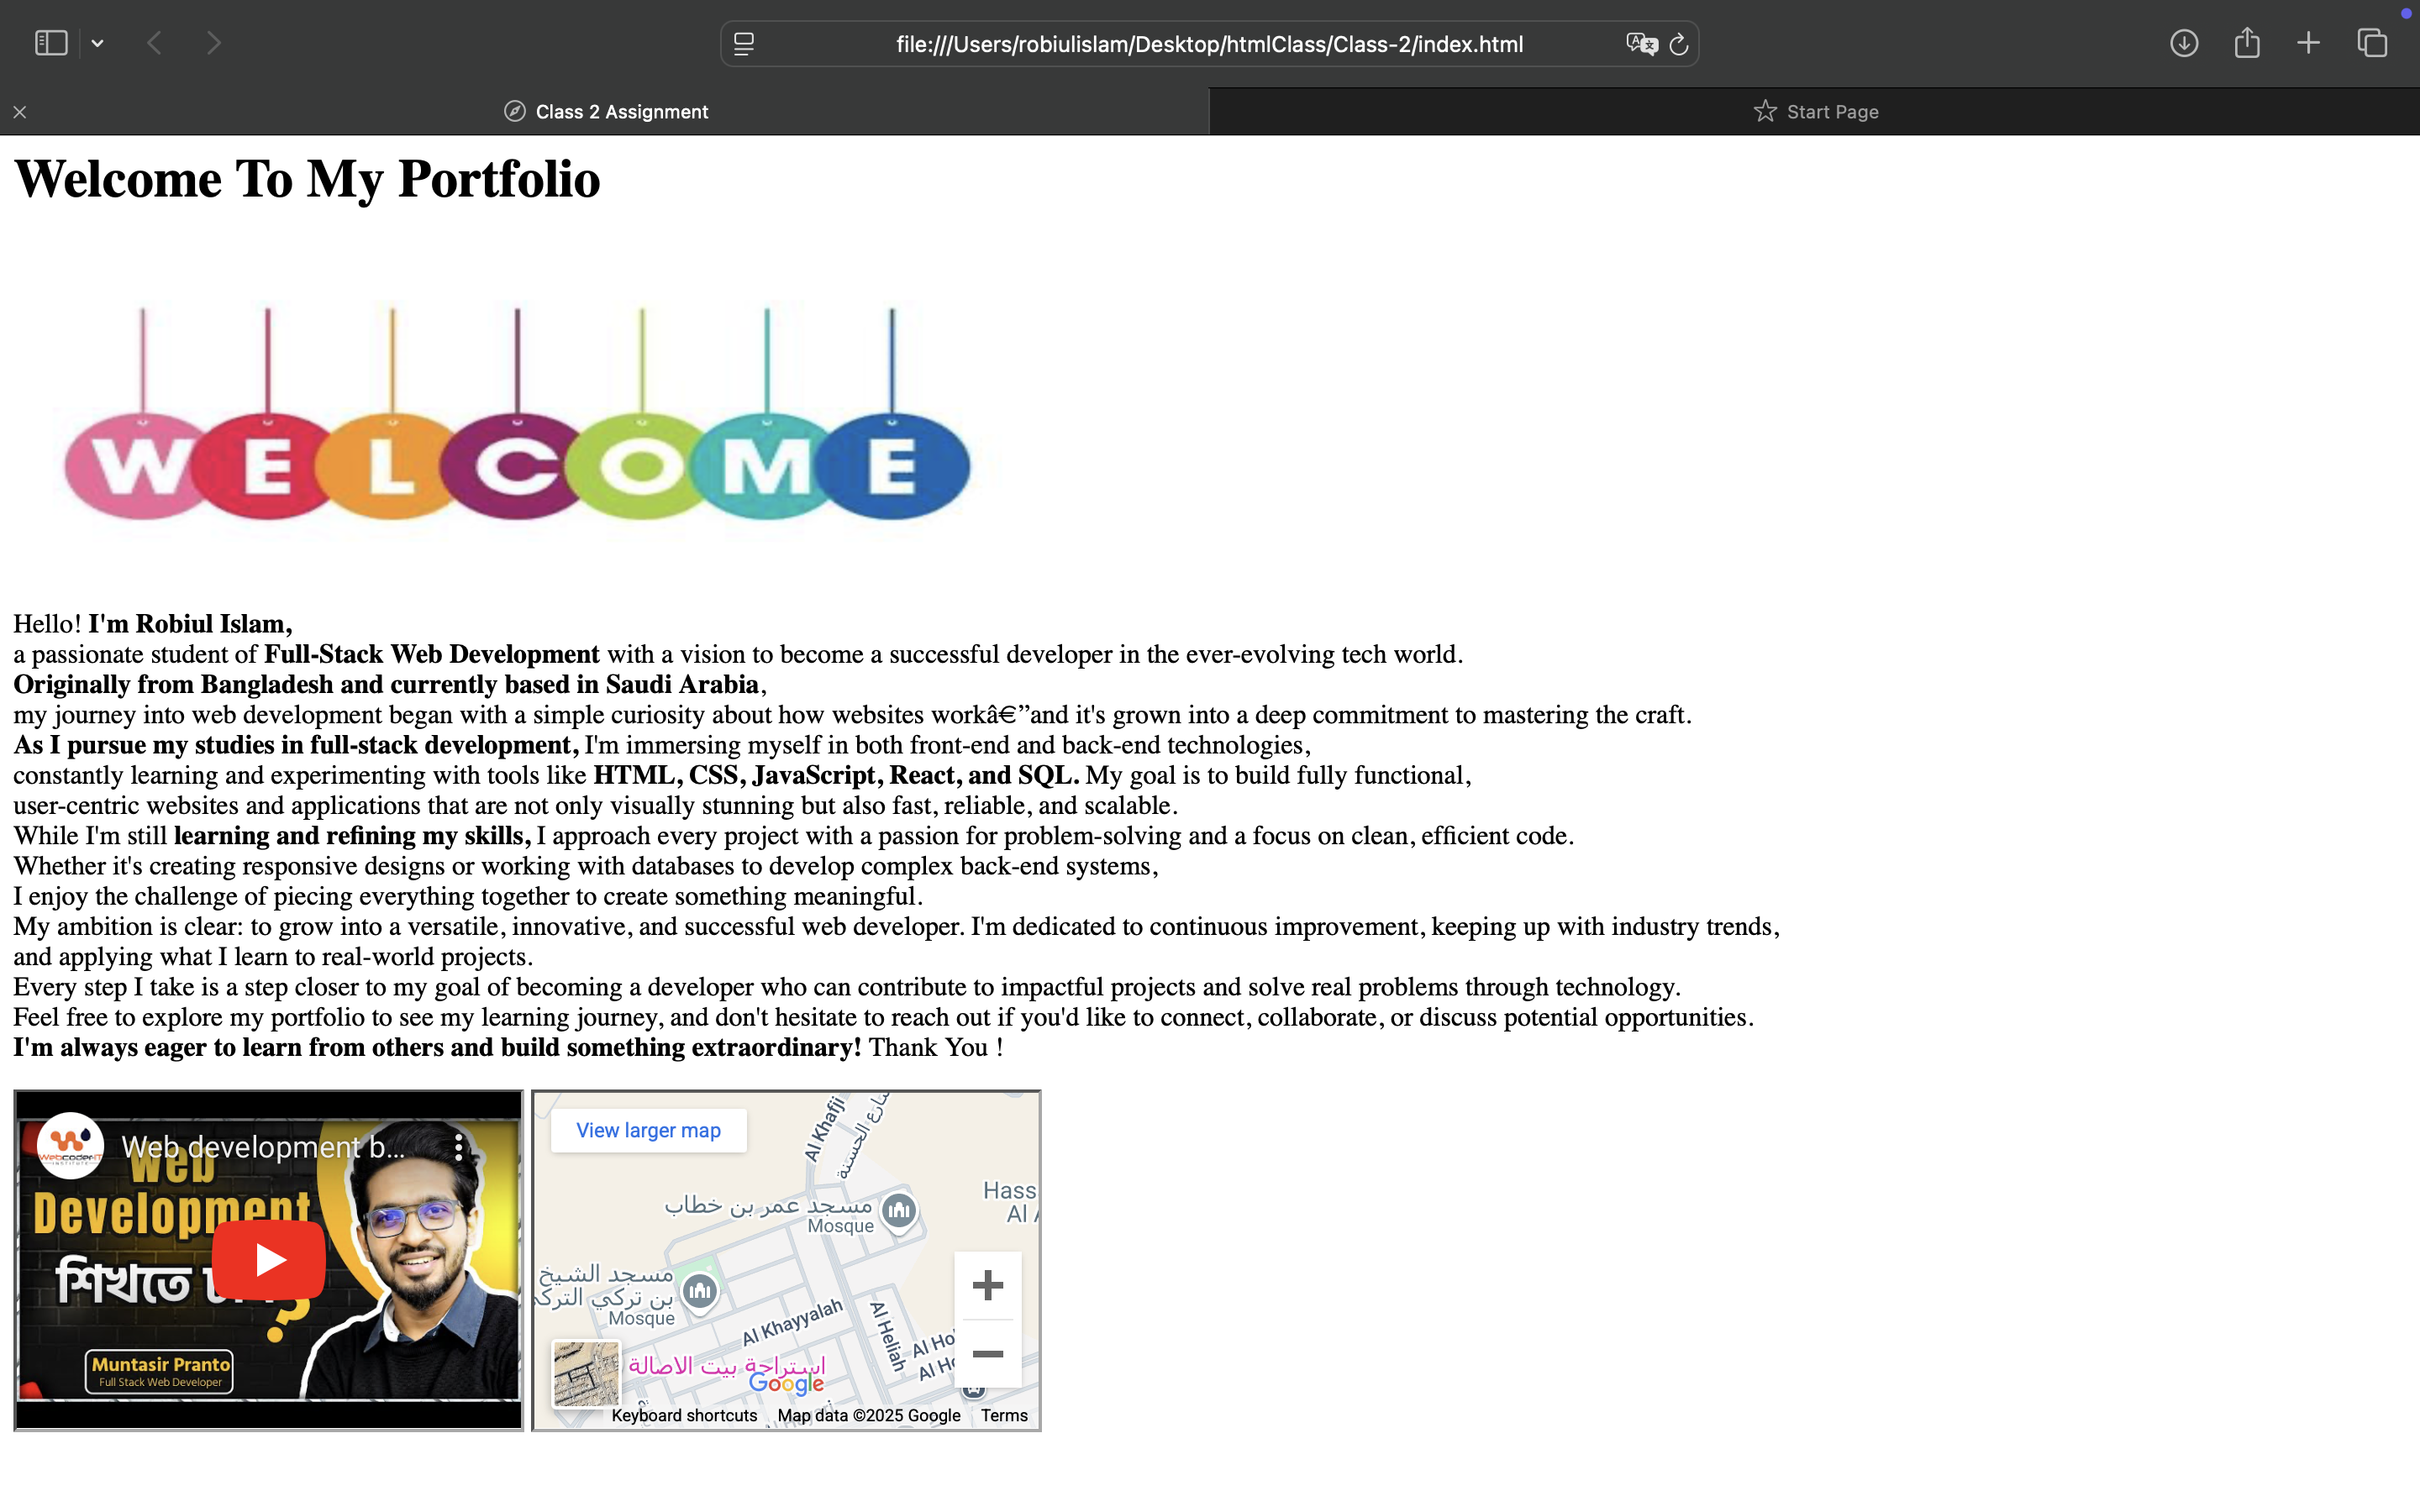 file:///Users/robiulislam/Desktop/htmlClass/Class-2/index.html
Class 2 Assignment
Start Page
Welcome To My Portfolio
WELCOME
Hello! I'm Robiul Islam,
a passionate student of Full-Stack Web Development with a vision to become a successful developer in the ever-evolving tech world.
Originally from Bangladesh and currently based in Saudi Arabia,
my journey into web development began with a simple curiosity about how websites workâ€”and it's grown into a deep commitment to mastering the craft.
As I pursue my studies in full-stack development, I'm immersing myself in both front-end and back-end technologies,
constantly learning and experimenting with tools like HTML, CSS, JavaScript, React, and SQL. My goal is to build fully functional,
user-centric websites and applications that are not only visually stunning but also fast, reliable, and scalable.
While I'm still learning and refining my skills, I approach every project with a passion for problem-solving and a focus on clean, efficient code.
Whether it's creating responsive designs or working with databases to develop complex back-end systems,
I enjoy the challenge of piecing everything together to create something meaningful.
My ambition is clear: to grow into a versatile, innovative, and successful web developer. I'm dedicated to continuous improvement, keeping up with industry trends,
and applying what I learn to real-world projects.
Every step I take is a step closer to my goal of becoming a developer who can contribute to impactful projects and solve real problems through technology.
Feel free to explore my portfolio to see my learning journey, and don't hesitate to reach out if you'd like to connect, collaborate, or discuss potential opportunities.
I'm always eager to learn from others and build something extraordinary! Thank You !
Web development b...
Web
Development
শিখতে
?
Muntasir Pranto
Full Stack Web Developer
View larger map
Al Khafji
شارع الحسنة
مسجد عمر بن خطاب
Mosque
Hass
Al
مسجد الشيخ
بن تركي التركي
Mosque
Al Khayyalah
Al Heliah
Al Ho
Al Ho
استراحة بيت الاصالة
Google
Keyboard shortcuts
Map data ©2025 Google
Terms